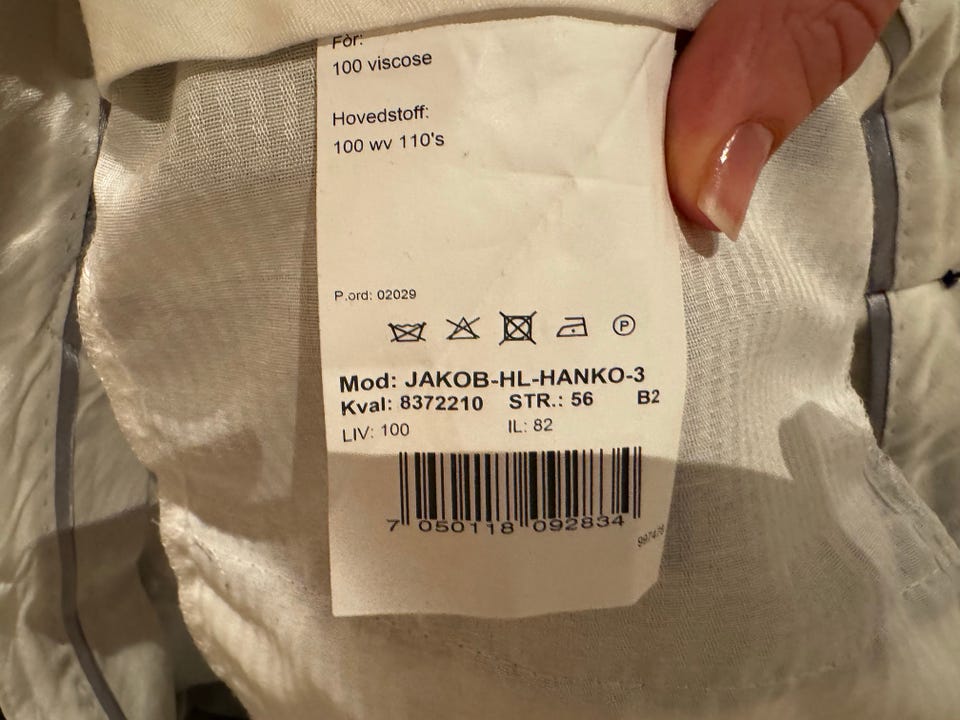 Fòr:
100 viscose
Hovedstoff:
100 wv 110's
P.ord: 02029
P
Mod: JAKOB-HL-HANKO-3
Kval: 8372210 STR.: 56 B2
LIV: 100 IL: 82
7 050118 092834